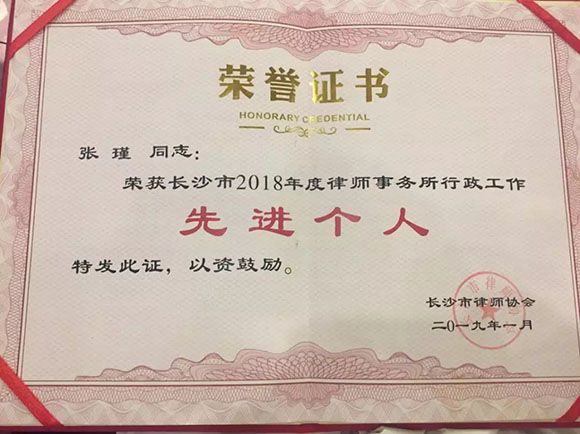 荣誉证书
HONORARY CREDENTIAL
张瑾 同志：
荣获长沙市2018年度律师事务所行政工作
先进个人
特发此证，以资鼓励。
长沙市律师协会
二0一九年一月